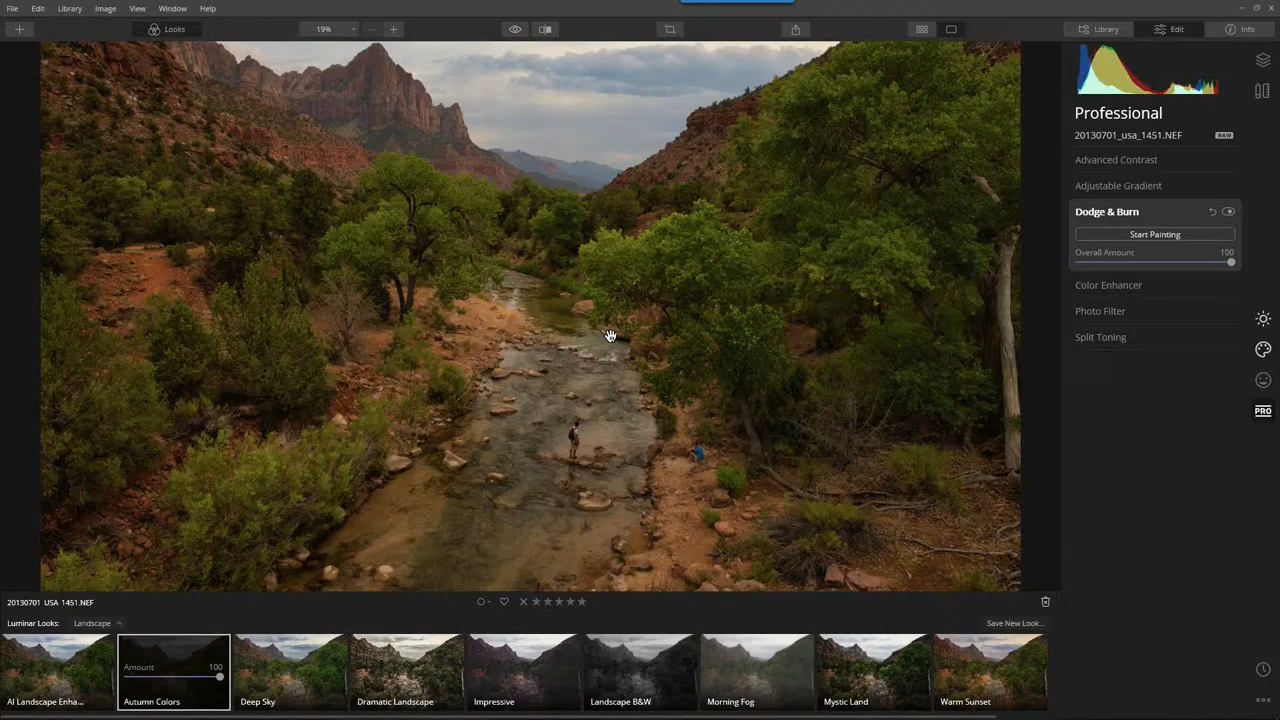 File Edit Library Image View Window Help
Looks 19% Library Edit Info
Professional
20130701_usa_1451.NEF RAW
Advanced Contrast
Adjustable Gradient
Dodge & Burn
Start Painting
Overall Amount 100
Color Enhancer
Photo Filter
Split Toning
PRO
20130701 USA 1451.NEF
Luminar Looks: Landscape Save New Look...
Amount 100
AI Landscape Enha... Autumn Colors Deep Sky Dramatic Landscape Impressive Landscape B&W Morning Fog Mystic Land Warm Sunset